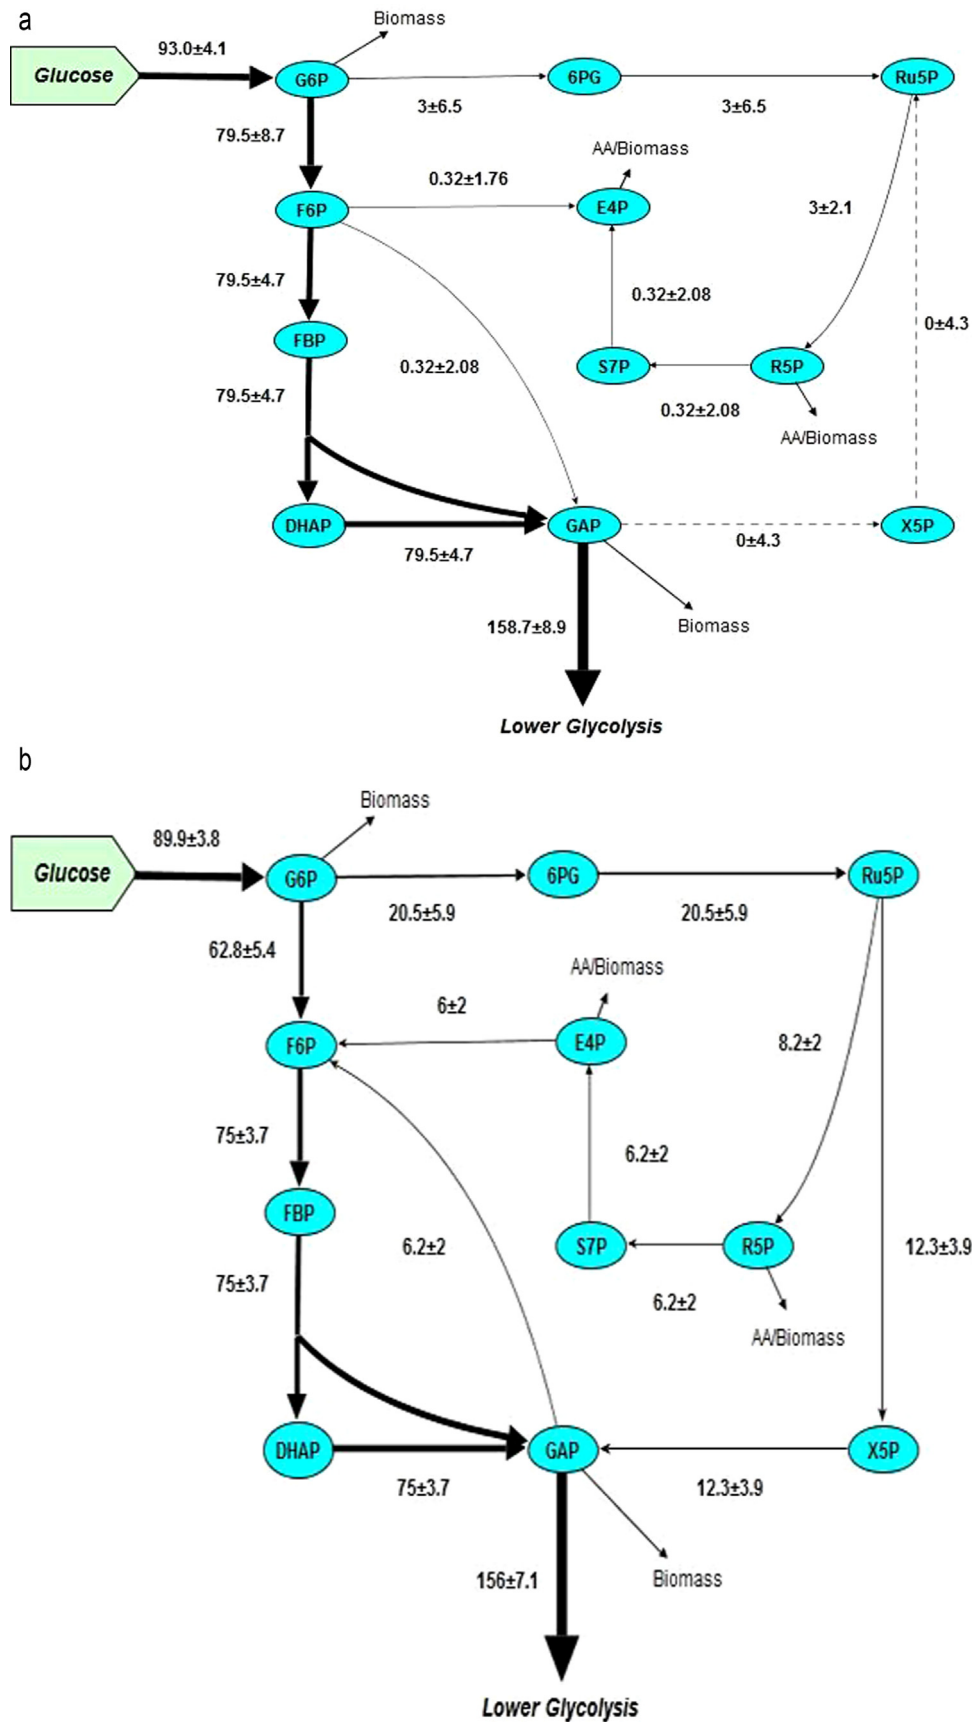 a
Biomass
93.0±4.1
Glucose
G6P
6PG
Ru5P
3±6.5
3±6.5
79.5±8.7
AA/Biomass
0.32±1.76
F6P
E4P
3±2.1
79.5±4.7
0.32±2.08
0±4.3
FBP
0.32±2.08
S7P
R5P
79.5±4.7
0.32±2.08
AA/Biomass
DHAP
GAP
X5P
79.5±4.7
0±4.3
158.7±8.9
Biomass
Lower Glycolysis
b
Biomass
89.9±3.8
Glucose
G6P
6PG
Ru5P
20.5±5.9
20.5±5.9
62.8±5.4
AA/Biomass
6±2
F6P
E4P
8.2±2
75±3.7
6.2±2
FBP
S7P
R5P
6.2±2
12.3±3.9
75±3.7
6.2±2
AA/Biomass
DHAP
GAP
X5P
75±3.7
12.3±3.9
156±7.1
Biomass
Lower Glycolysis